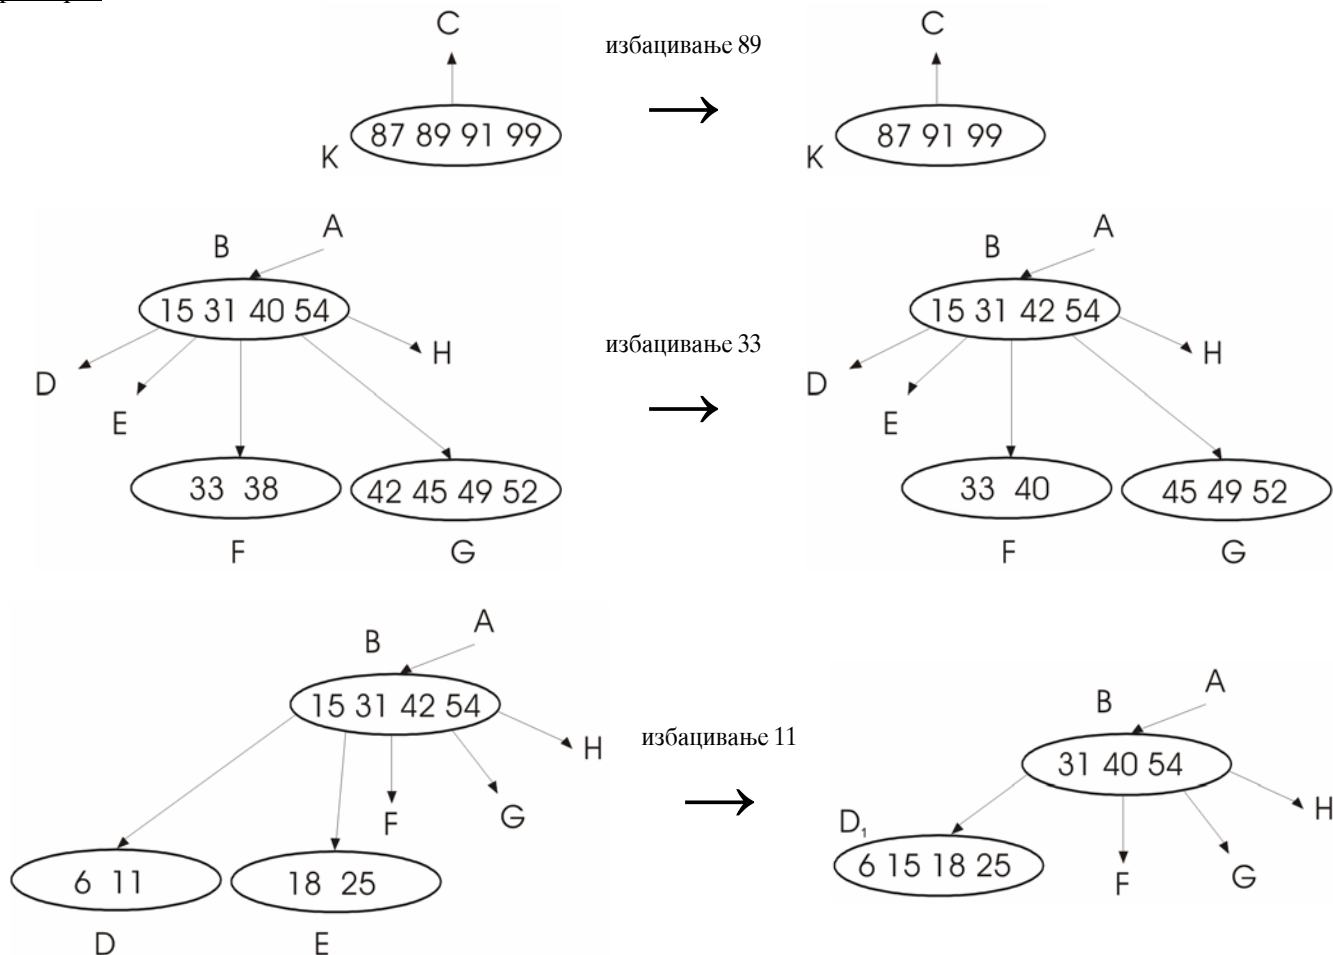 C
C
избацивање 89
87 89 91 99
87 91 99
K
K
A
A
B
B
15 31 40 54
15 31 42 54
избацивање 33
H
H
D
D
E
E
33 38
42 45 49 52
33 40
45 49 52
F
G
F
G
A
B
15 31 42 54
A
B
избацивање 11
H
31 40 54
F
G
H
D1
6 11
18 25
6 15 18 25
F
G
D
E